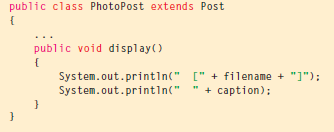 public class PhotoPost extends Post
{
    ...
    public void display()
    {
        System.out.println("  [" + filename + "]");
        System.out.println("  " + caption);
    }
}